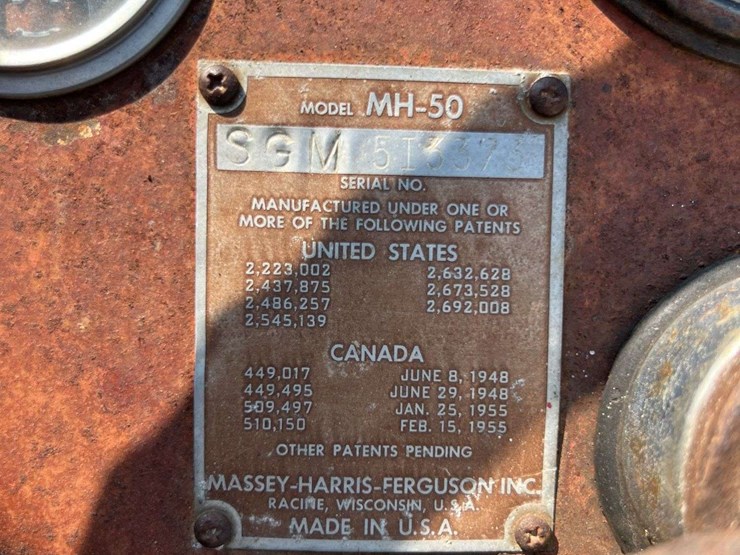 MODEL MH-50
SGM
SERIAL NO.
MANUFACTURED UNDER ONE OR
MORE OF THE FOLLOWING PATENTS
UNITED STATES
2,223,002 2,632,628
2,437,875 2,673,528
2,486,257 2,692,008
2,545,139
CANADA
449,017 JUNE 8, 1948
449,495 JUNE 29, 1948
509,497 JAN. 25, 1955
510,150 FEB. 15, 1955
OTHER PATENTS PENDING
MASSEY-HARRIS-FERGUSON INC.
RACINE, WISCONSIN, U.S.A.
MADE IN U.S.A.